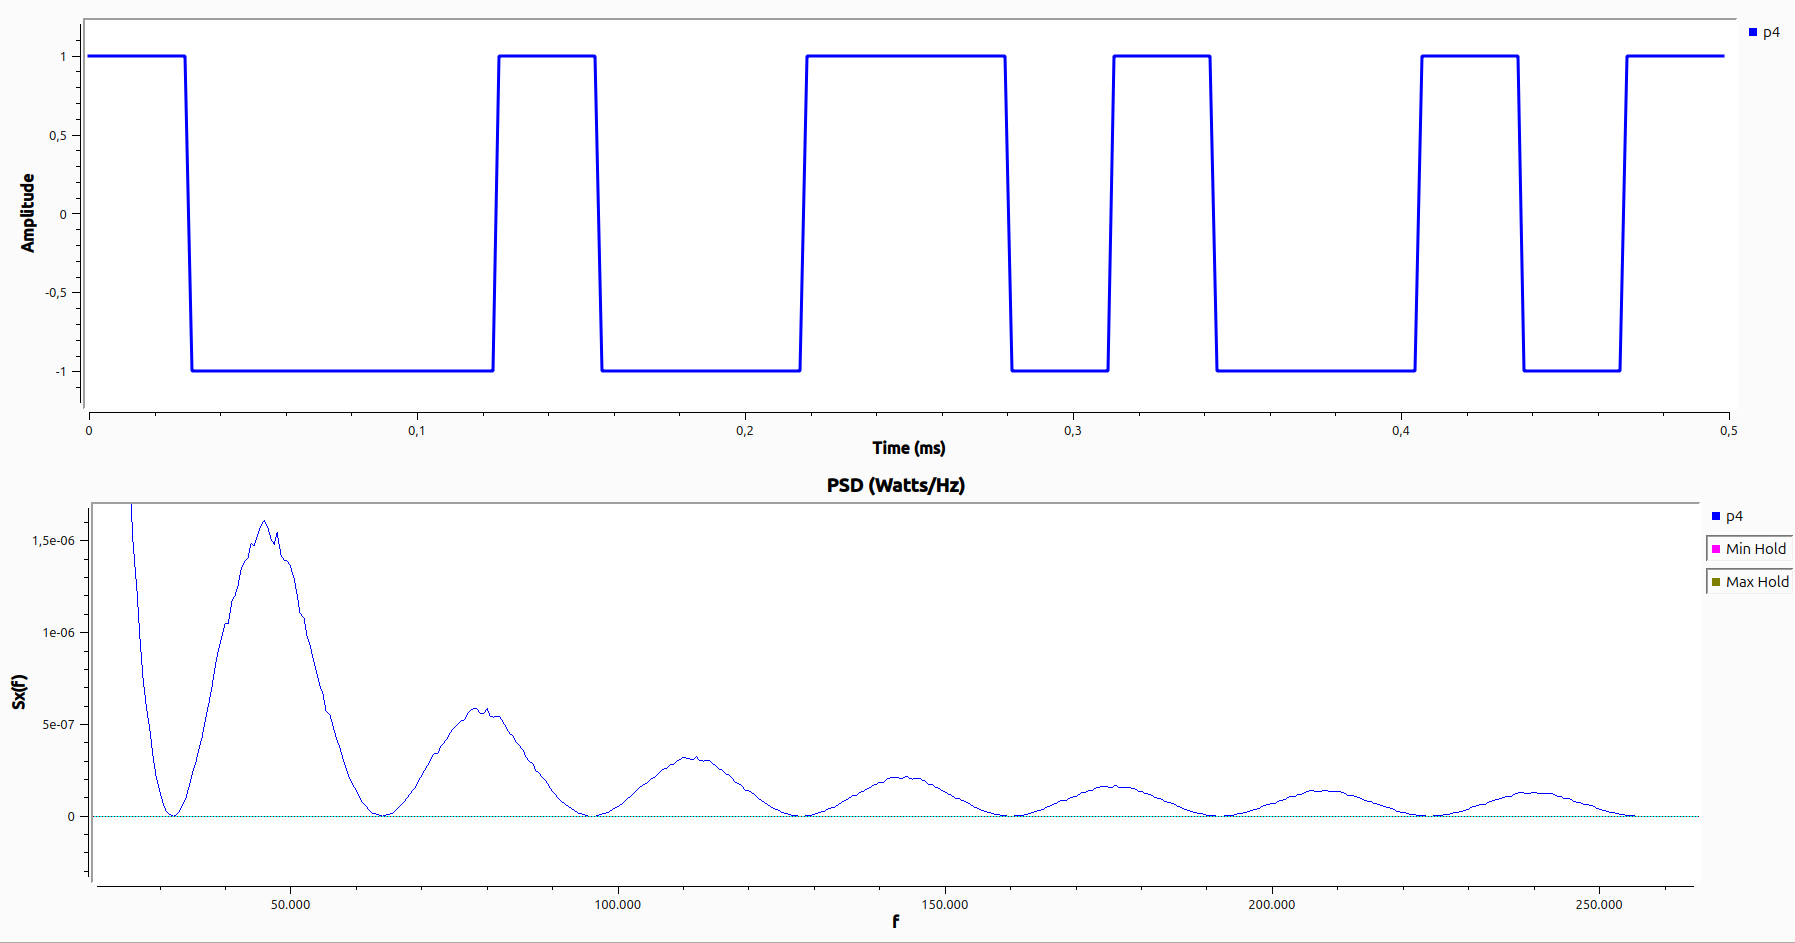 p4
1
0,5
0
-0,5
-1
Amplitude
0 0,1 0,2 0,3 0,4 0,5
Time (ms)
PSD (Watts/Hz)
p4
Min Hold
Max Hold
1,5e-06
1e-06
5e-07
0
Sx(f)
50.000 100.000 150.000 200.000 250.000
f